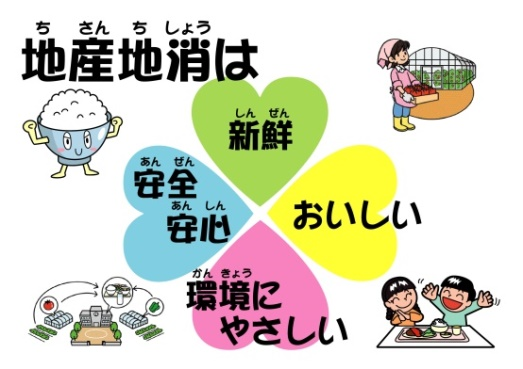 ち さん ち しょう
地産地消は
しん ぜん
新鮮
あん ぜん
安全
あん しん
安心
おいしい
かん きょう
環境に
やさしい